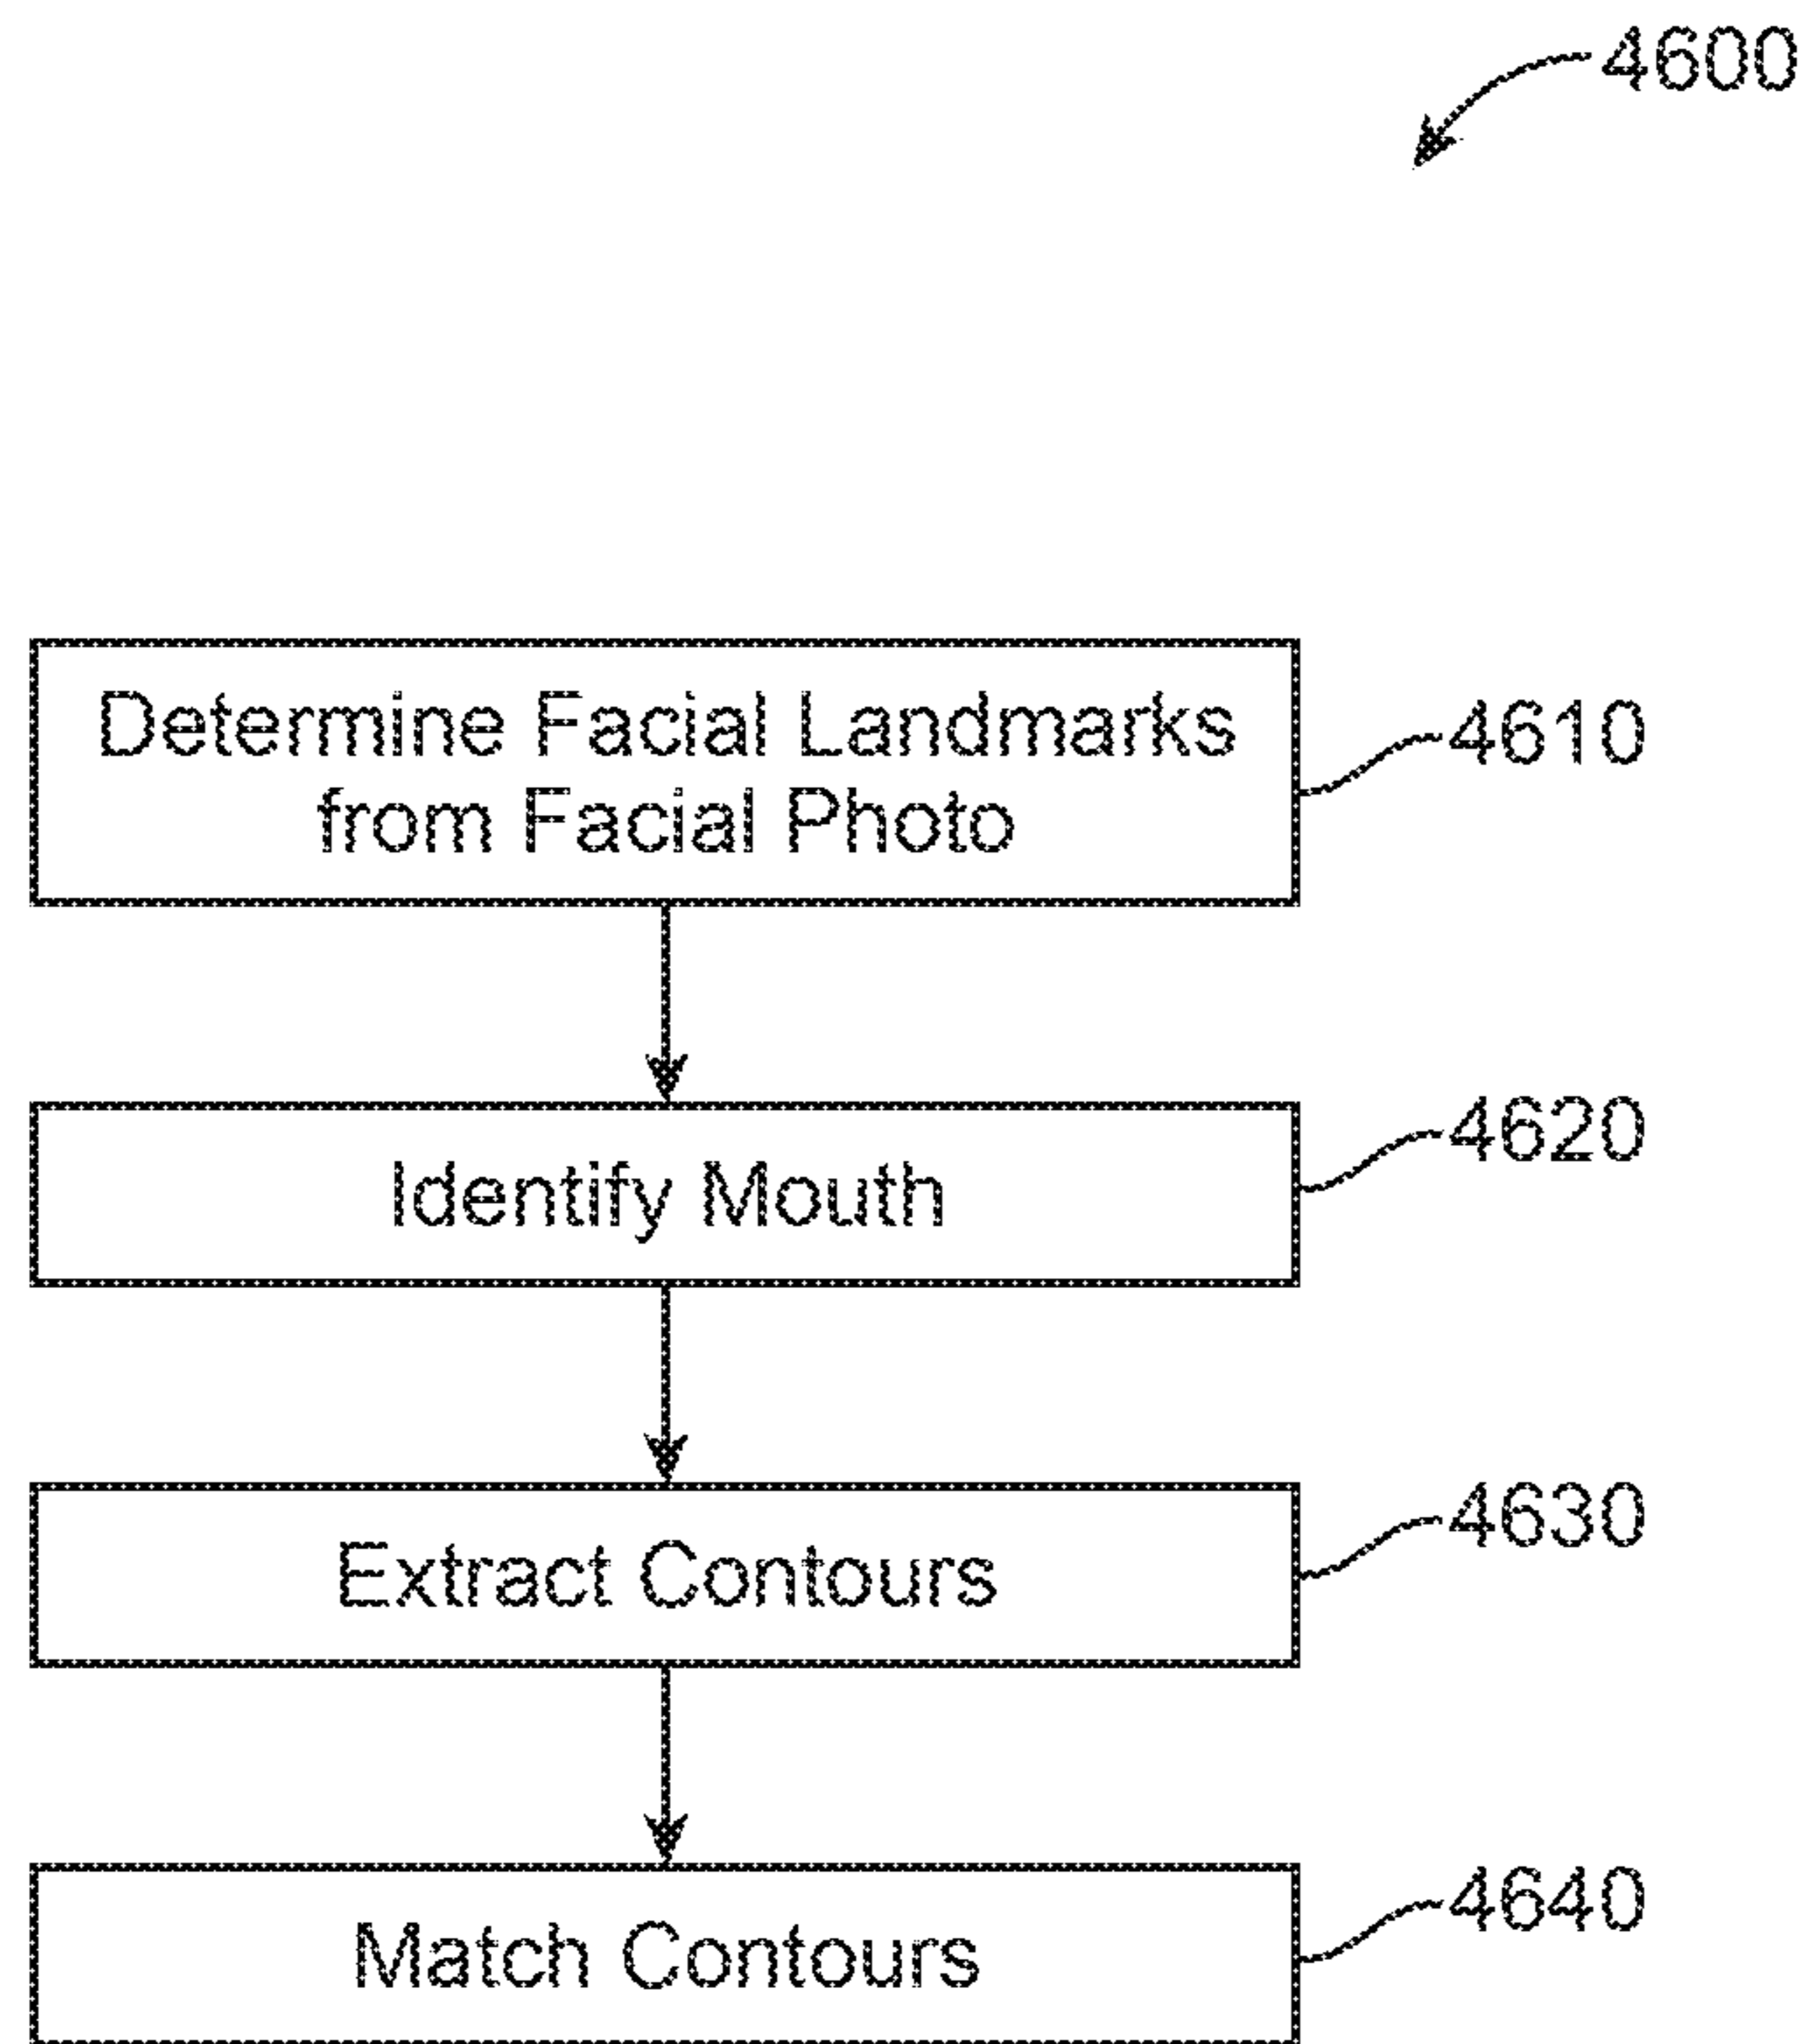 4600
Determine Facial Landmarks
from Facial Photo
4610
Identify Mouth
4620
Extract Contours
4630
Match Contours
4640